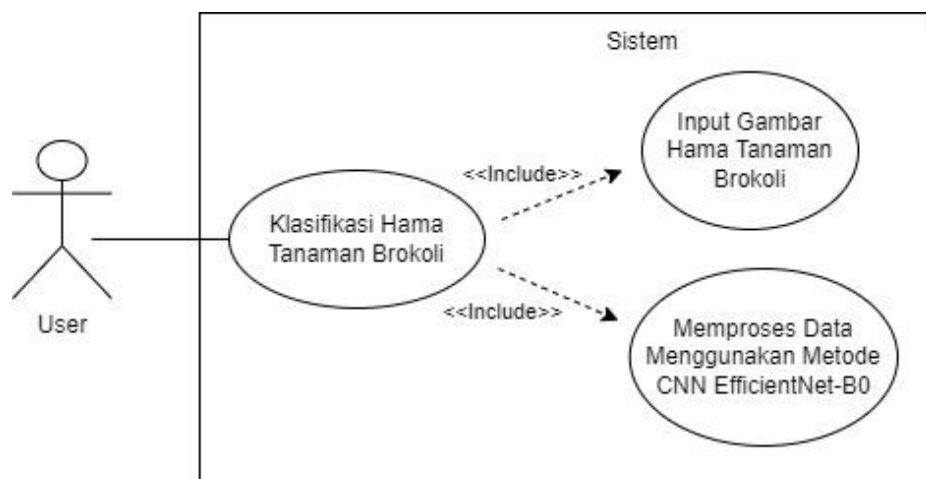 Sistem
Input Gambar
Hama Tanaman
Brokoli
<<Include>>
Klasifikasi Hama
Tanaman Brokoli
<<Include>>
User
Memproses Data
Menggunakan Metode
CNN EfficientNet-B0